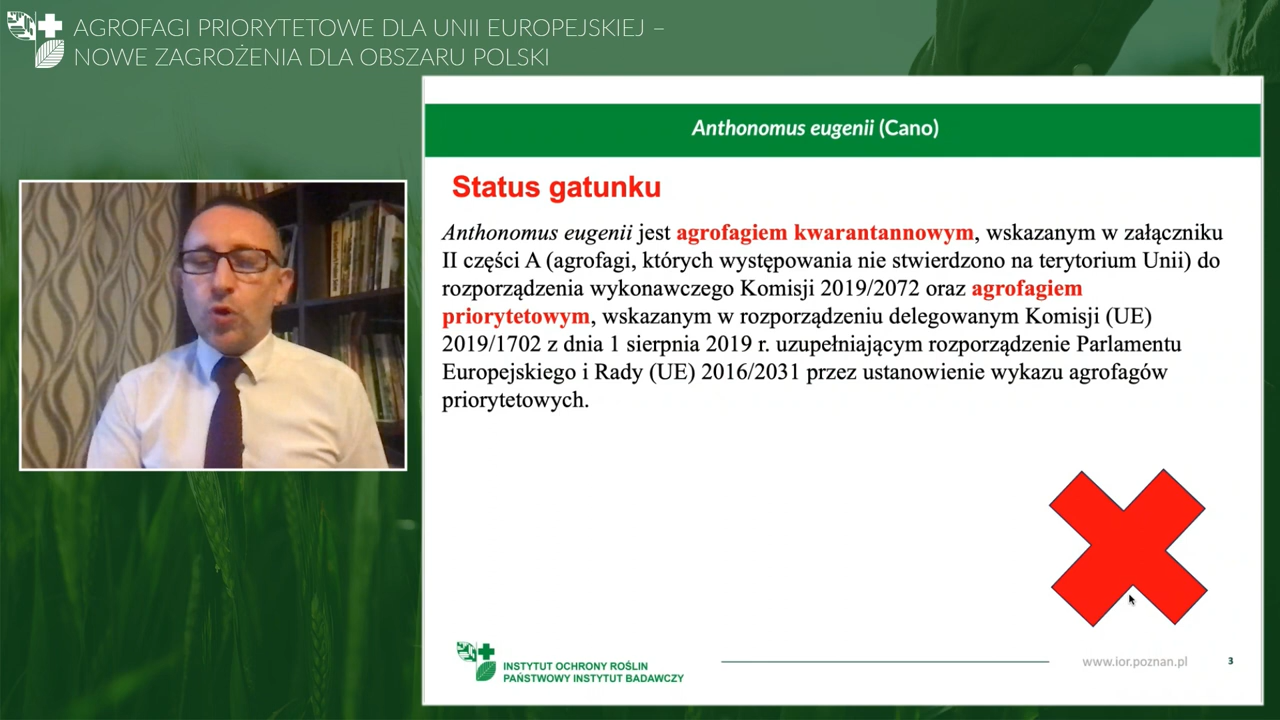 AGROFAGI PRIORYTETOWE DLA UNII EUROPEJSKIEJ –
NOWE ZAGROŻENIA DLA OBSZARU POLSKI
Anthonomus eugenii (Cano)
Status gatunku
Anthonomus eugenii jest agrofagiem kwarantannowym, wskazanym w załączniku
II części A (agrofagi, których występowania nie stwierdzono na terytorium Unii) do
rozporządzenia wykonawczego Komisji 2019/2072 oraz agrofagiem
priorytetowym, wskazanym w rozporządzeniu delegowanym Komisji (UE)
2019/1702 z dnia 1 sierpnia 2019 r. uzupełniającym rozporządzenie Parlamentu
Europejskiego i Rady (UE) 2016/2031 przez ustanowienie wykazu agrofagów
priorytetowych.
INSTYTUT OCHRONY ROŚLIN
PAŃSTWOWY INSTYTUT BADAWCZY
www.ior.poznan.pl
3